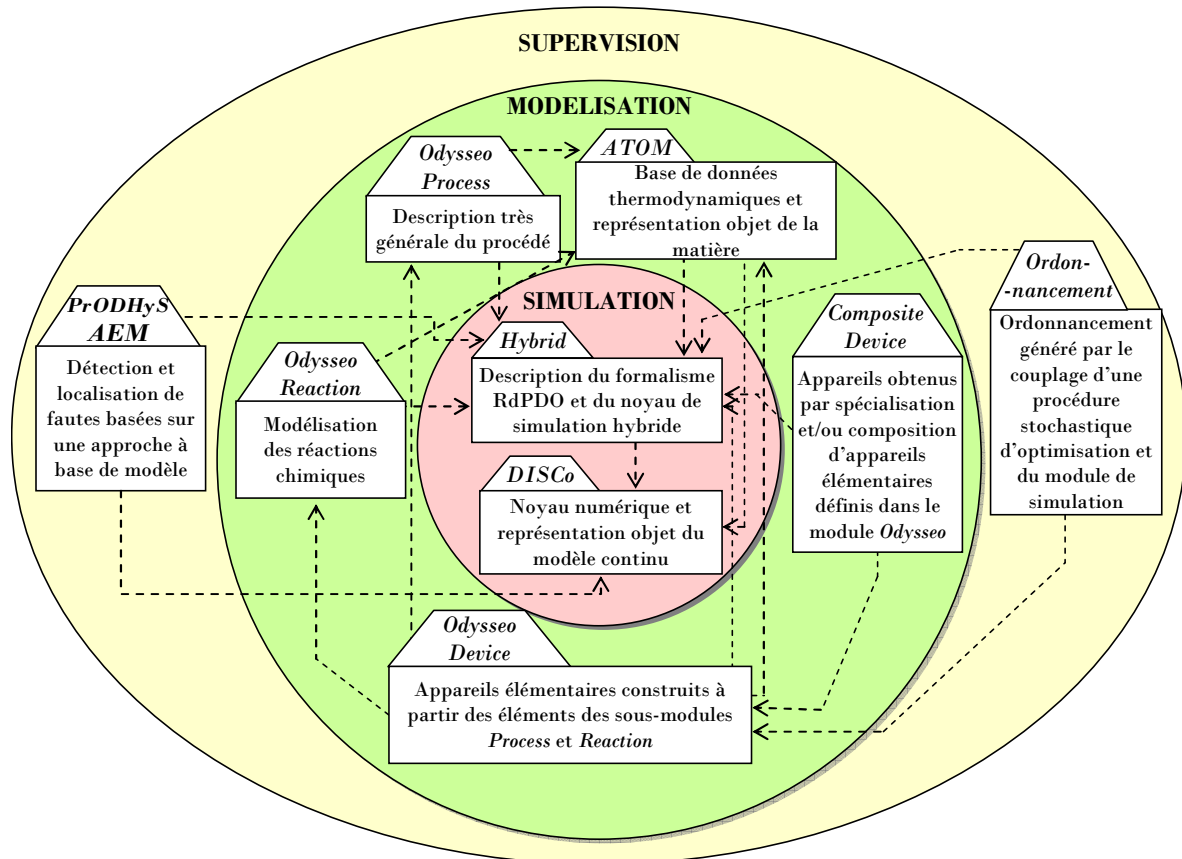 SUPERVISION
MODELISATION
Odysseo
Process
Description très
générale du procédé
ATOM
Base de données
thermodynamiques et
représentation objet de la
matière
PrODHyS
AEM
Détection et
localisation de
fautes basées sur
une approche à
base de modèle
Odysseo
Reaction
Modélisation
des réactions
chimiques
SIMULATION
Hybrid
Description du formalisme
RdPDO et du noyau de
simulation hybride
DISCo
Noyau numérique et
représentation objet du
modèle continu
Composite
Device
Appareils obtenus
par spécialisation
et/ou composition
d'appareils
élémentaires
définis dans le
module Odysseo
Ordon-
-nancement
Ordonnancement
généré par le
couplage d'une
procédure
stochastique
d'optimisation et
du module de
simulation
Odysseo
Device
Appareils élémentaires construits à
partir des éléments des sous-modules
Process et Reaction